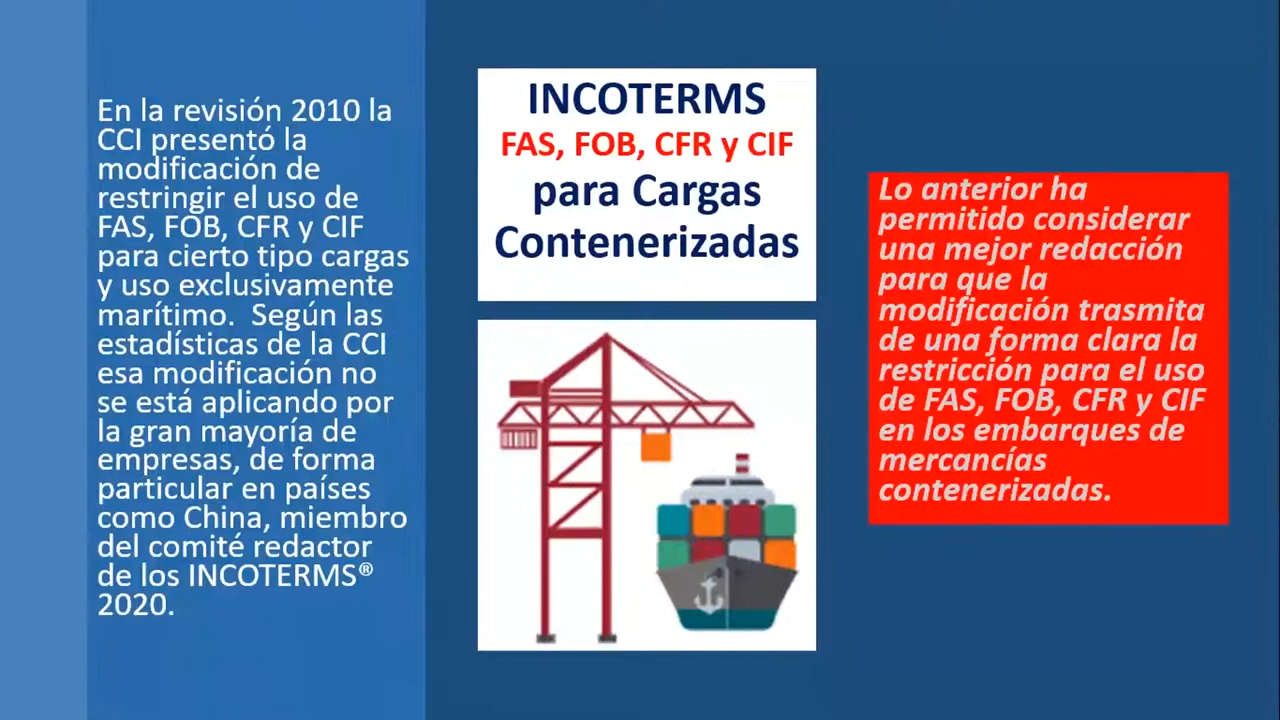 En la revisión 2010 la
CCI presentó la
modificación de
restringir el uso de
FAS, FOB, CFR y CIF
para cierto tipo cargas
y uso exclusivamente
marítimo.  Según las
estadísticas de la CCI
esa modificación no
se está aplicando por
la gran mayoría de
empresas, de forma
particular en países
como China, miembro
del comité redactor
de los INCOTERMS®
2020.
INCOTERMS
FAS, FOB, CFR y CIF
para Cargas
Contenerizadas
Lo anterior ha
permitido considerar
una mejor redacción
para que la
modificación trasmita
de una forma clara la
restricción para el uso
de FAS, FOB, CFR y CIF
en los embarques de
mercancías
contenerizadas.